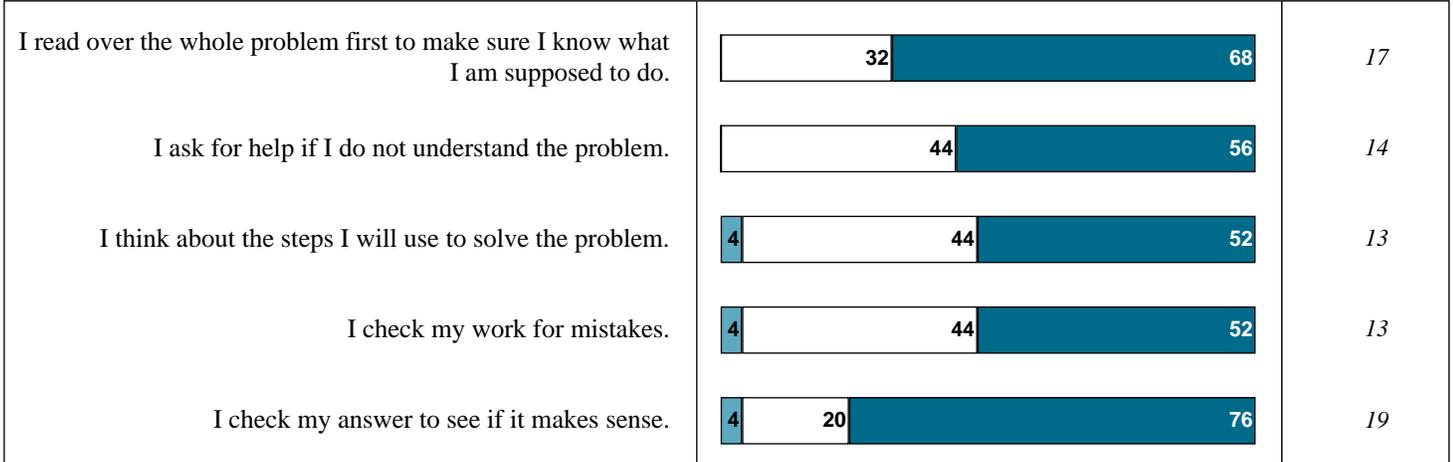 I read over the whole problem first to make sure I know what
I am supposed to do.
32 68 17
I ask for help if I do not understand the problem.
44 56 14
I think about the steps I will use to solve the problem.
4 44 52 13
I check my work for mistakes.
4 44 52 13
I check my answer to see if it makes sense.
4 20 76 19